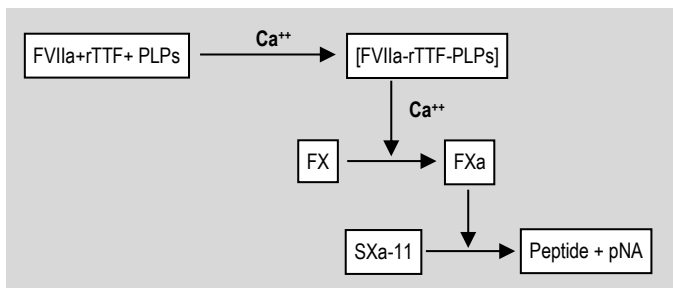 FVIIa+rTTF+ PLPs
Ca++
[FVIIa-rTTF-PLPs]
Ca++
FX
FXa
SXa-11
Peptide + pNA